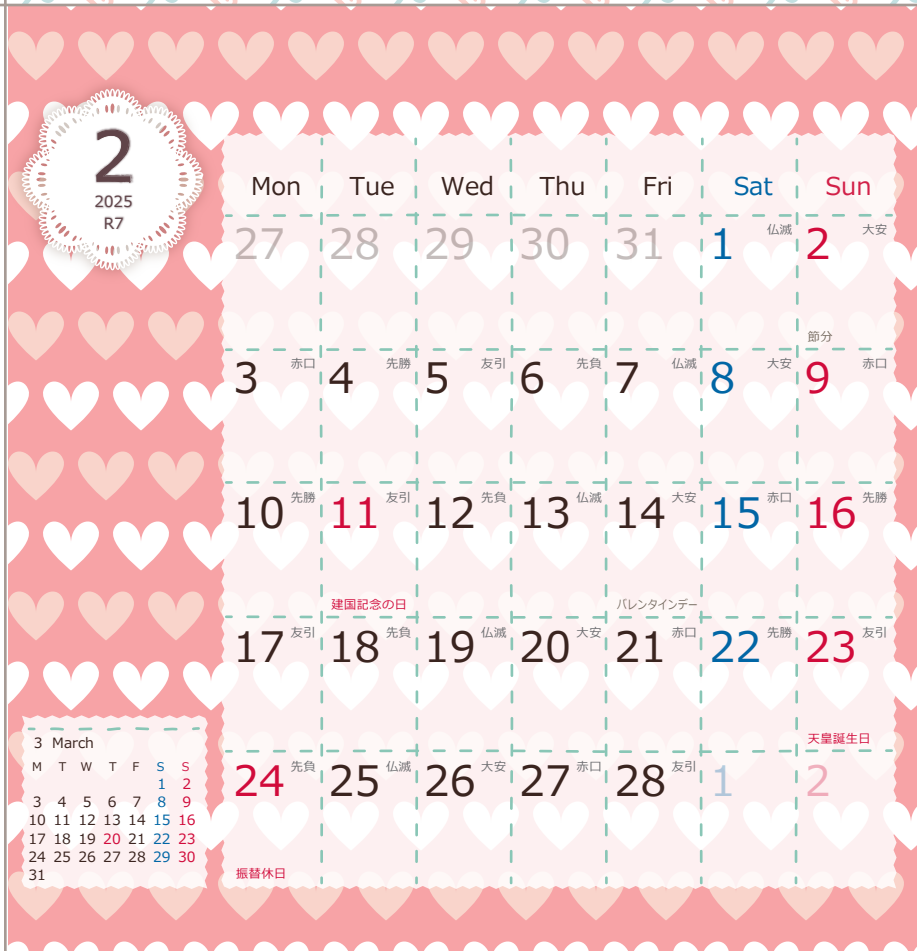 2
2025
R7
Mon Tue Wed Thu Fri Sat Sun
27 28 29 30 31 1 仏滅 2 大安
節分
3 赤口 4 先勝 5 友引 6 先負 7 仏滅 8 大安 9 赤口
10 先勝 11 友引 12 先負 13 仏滅 14 大安 15 赤口 16 先勝
建国記念の日 バレンタインデー
17 友引 18 先負 19 仏滅 20 大安 21 赤口 22 先勝 23 友引
天皇誕生日
24 先負 25 仏滅 26 大安 27 赤口 28 友引 1 2
振替休日
3 March
M T W T F S S
1 2
3 4 5 6 7 8 9
10 11 12 13 14 15 16
17 18 19 20 21 22 23
24 25 26 27 28 29 30
31